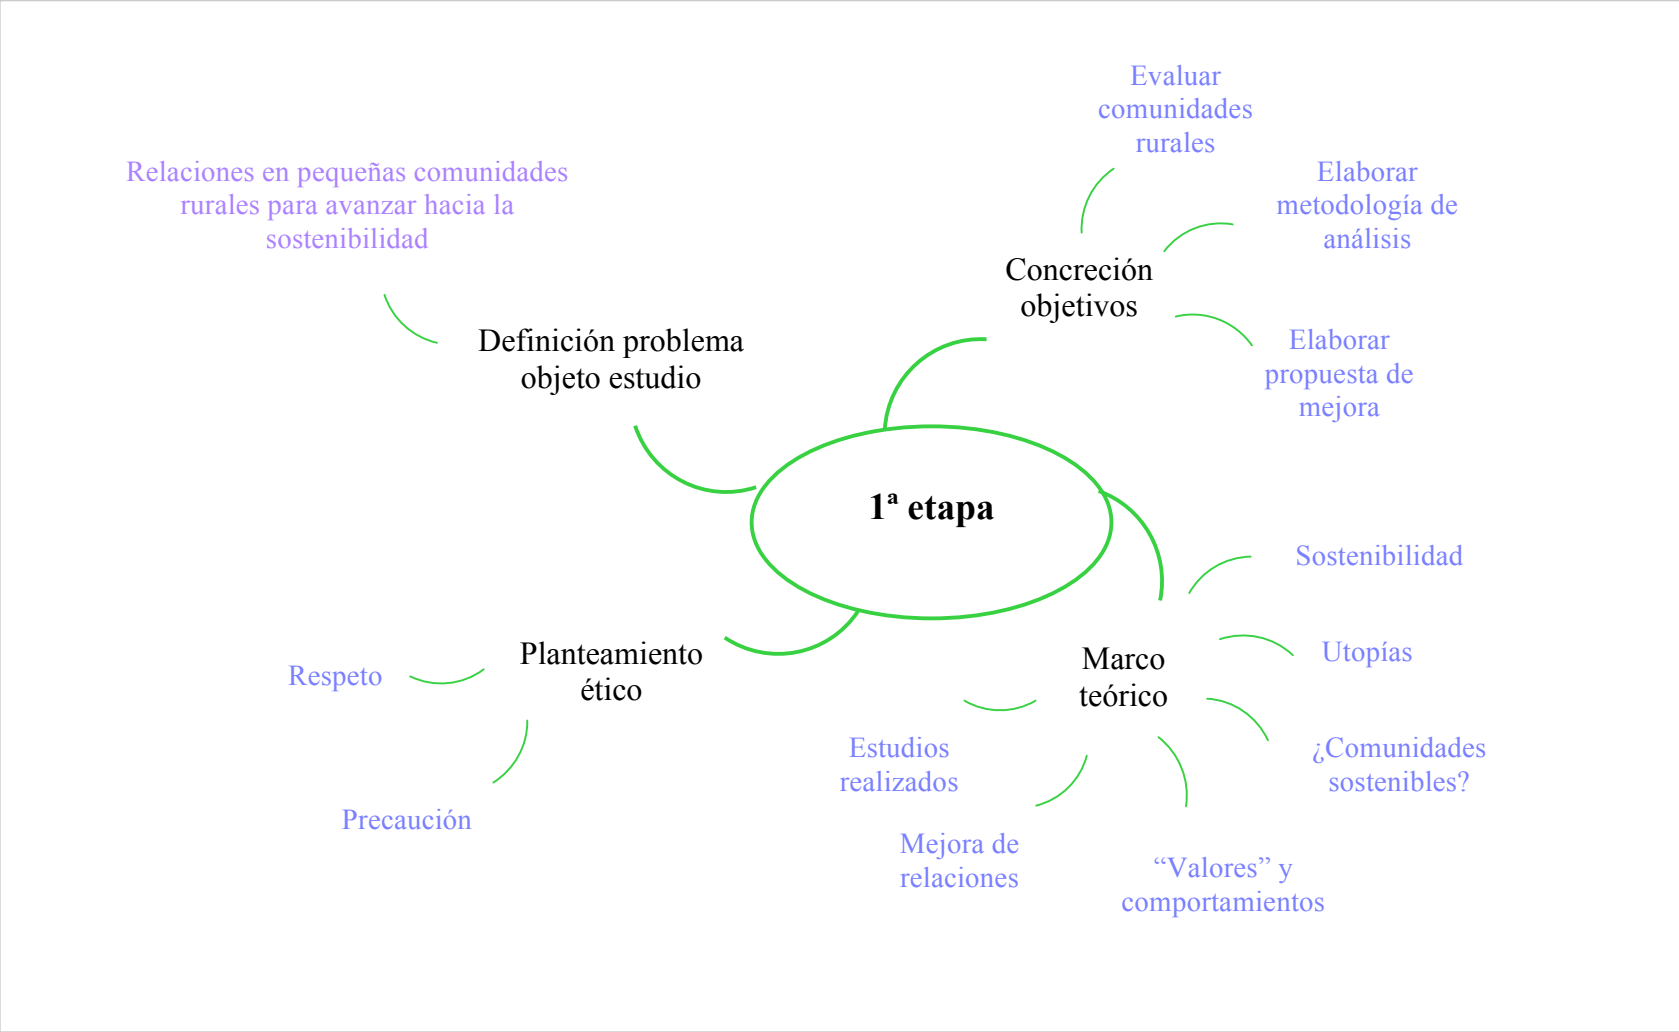 Evaluar
comunidades
rurales
Relaciones en pequeñas comunidades
rurales para avanzar hacia la
sostenibilidad
Elaborar
metodología de
análisis
Concreción
objetivos
Definición problema
objeto estudio
Elaborar
propuesta de
mejora
1ª etapa
Sostenibilidad
Planteamiento
ético
Respeto
Precaución
Marco
teórico
Utopías
¿Comunidades
sostenibles?
Estudios
realizados
Mejora de
relaciones
“Valores” y
comportamientos